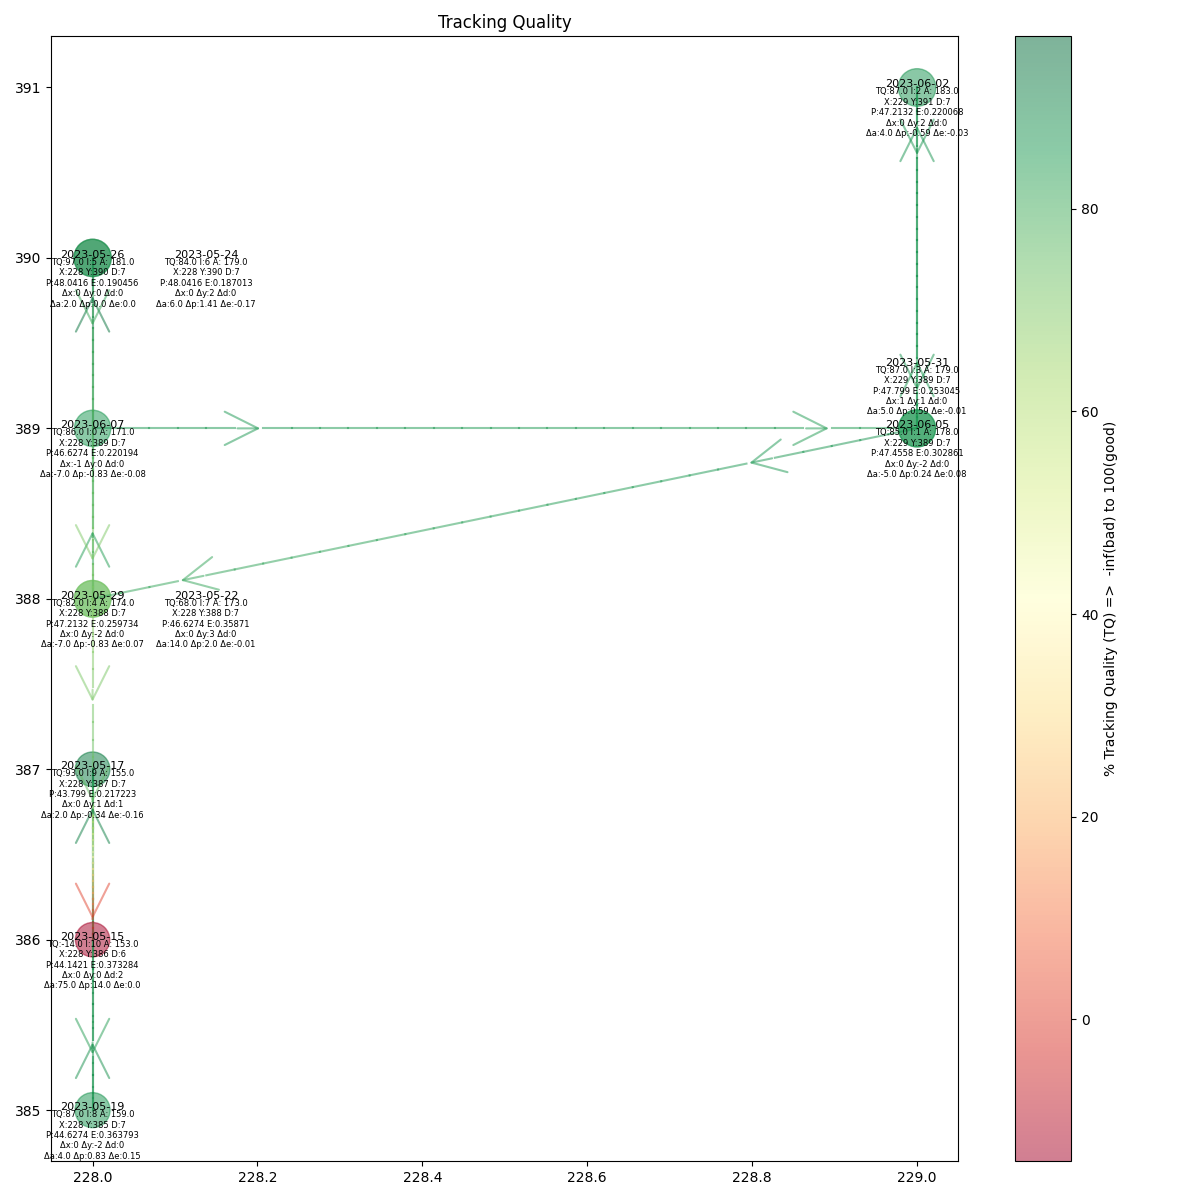 Tracking Quality
391
390
389
388
387
386
385
228.0
228.2
228.4
228.6
228.8
229.0
2023-06-02
TQ:87.0 I:2 A: 183.0
X:229 Y:391 D:7
P:47.2132 E:0.220068
Δx:0 Δy:2 Δd:0
Δa:4.0 Δp:-0.59 Δe:-0.03
2023-05-26
TQ:97.0 I:5 A: 181.0
X:228 Y:390 D:7
P:48.0416 E:0.190456
Δx:0 Δy:0 Δd:0
Δa:2.0 Δp:0.0 Δe:0.0
2023-05-24
TQ:84.0 I:6 A: 179.0
X:228 Y:390 D:7
P:48.0416 E:0.187013
Δx:0 Δy:2 Δd:0
Δa:6.0 Δp:1.41 Δe:-0.17
2023-05-31
TQ:87.0 I:3 A: 179.0
X:229 Y:389 D:7
P:47.799 E:0.253045
Δx:1 Δy:1 Δd:0
Δa:5.0 Δp:0.59 Δe:-0.01
2023-06-07
TQ:86.0 I:0 A: 171.0
X:228 Y:389 D:7
P:46.6274 E:0.220194
Δx:-1 Δy:0 Δd:0
Δa:-7.0 Δp:-0.83 Δe:-0.08
2023-06-05
TQ:85.0 I:1 A: 178.0
X:229 Y:389 D:7
P:47.4558 E:0.302861
Δx:0 Δy:-2 Δd:0
Δa:-5.0 Δp:0.24 Δe:0.08
2023-05-29
TQ:82.0 I:4 A: 174.0
X:228 Y:388 D:7
P:47.2132 E:0.259734
Δx:0 Δy:-2 Δd:0
Δa:-7.0 Δp:-0.83 Δe:0.07
2023-05-22
TQ:68.0 I:7 A: 173.0
X:228 Y:388 D:7
P:46.6274 E:0.35871
Δx:0 Δy:3 Δd:0
Δa:14.0 Δp:2.0 Δe:-0.01
2023-05-17
TQ:93.0 I:9 A: 155.0
X:228 Y:387 D:7
P:43.799 E:0.217223
Δx:0 Δy:1 Δd:1
Δa:2.0 Δp:-0.34 Δe:-0.16
2023-05-15
TQ:-14.0 I:10 A: 153.0
X:228 Y:386 D:6
P:44.1421 E:0.373284
Δx:0 Δy:0 Δd:2
Δa:75.0 Δp:14.0 Δe:0.0
2023-05-19
TQ:87.0 I:8 A: 159.0
X:228 Y:385 D:7
P:44.6274 E:0.363793
Δx:0 Δy:-2 Δd:0
Δa:4.0 Δp:0.83 Δe:0.15
80
60
40
20
0
% Tracking Quality (TQ) =>  -inf(bad) to 100(good)